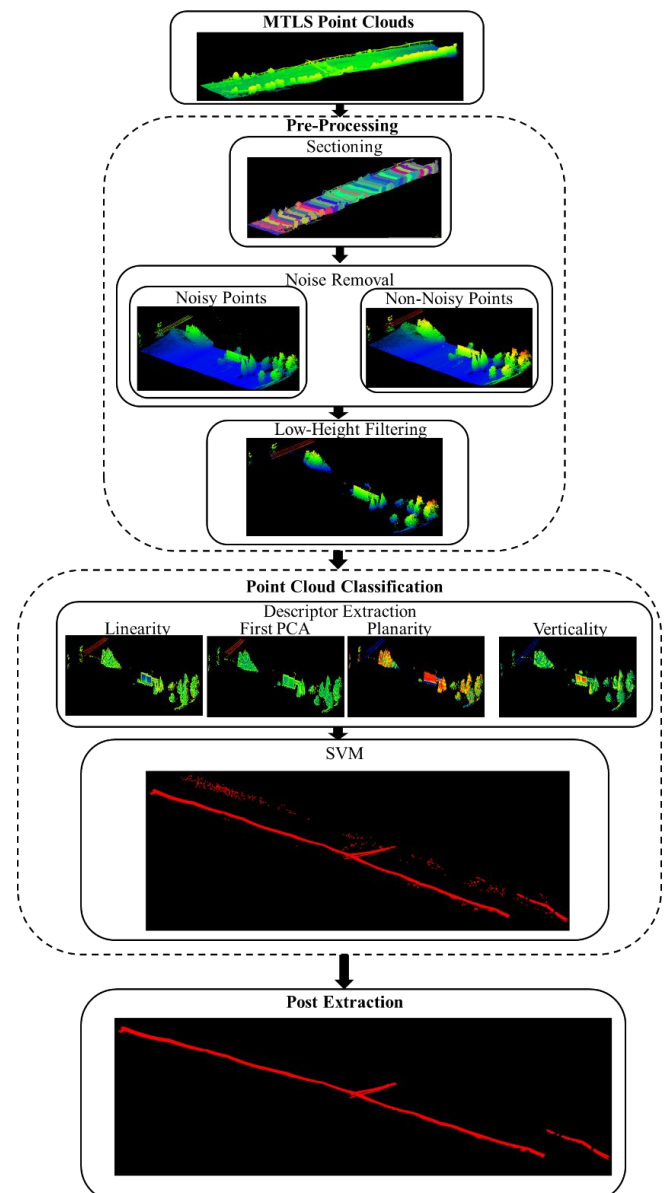 MTLS Point Clouds
Pre-Processing
Sectioning
Noise Removal
Noisy Points
Non-Noisy Points
Low-Height Filtering
Point Cloud Classification
Descriptor Extraction
Linearity
First PCA
Planarity
Verticality
SVM
Post Extraction